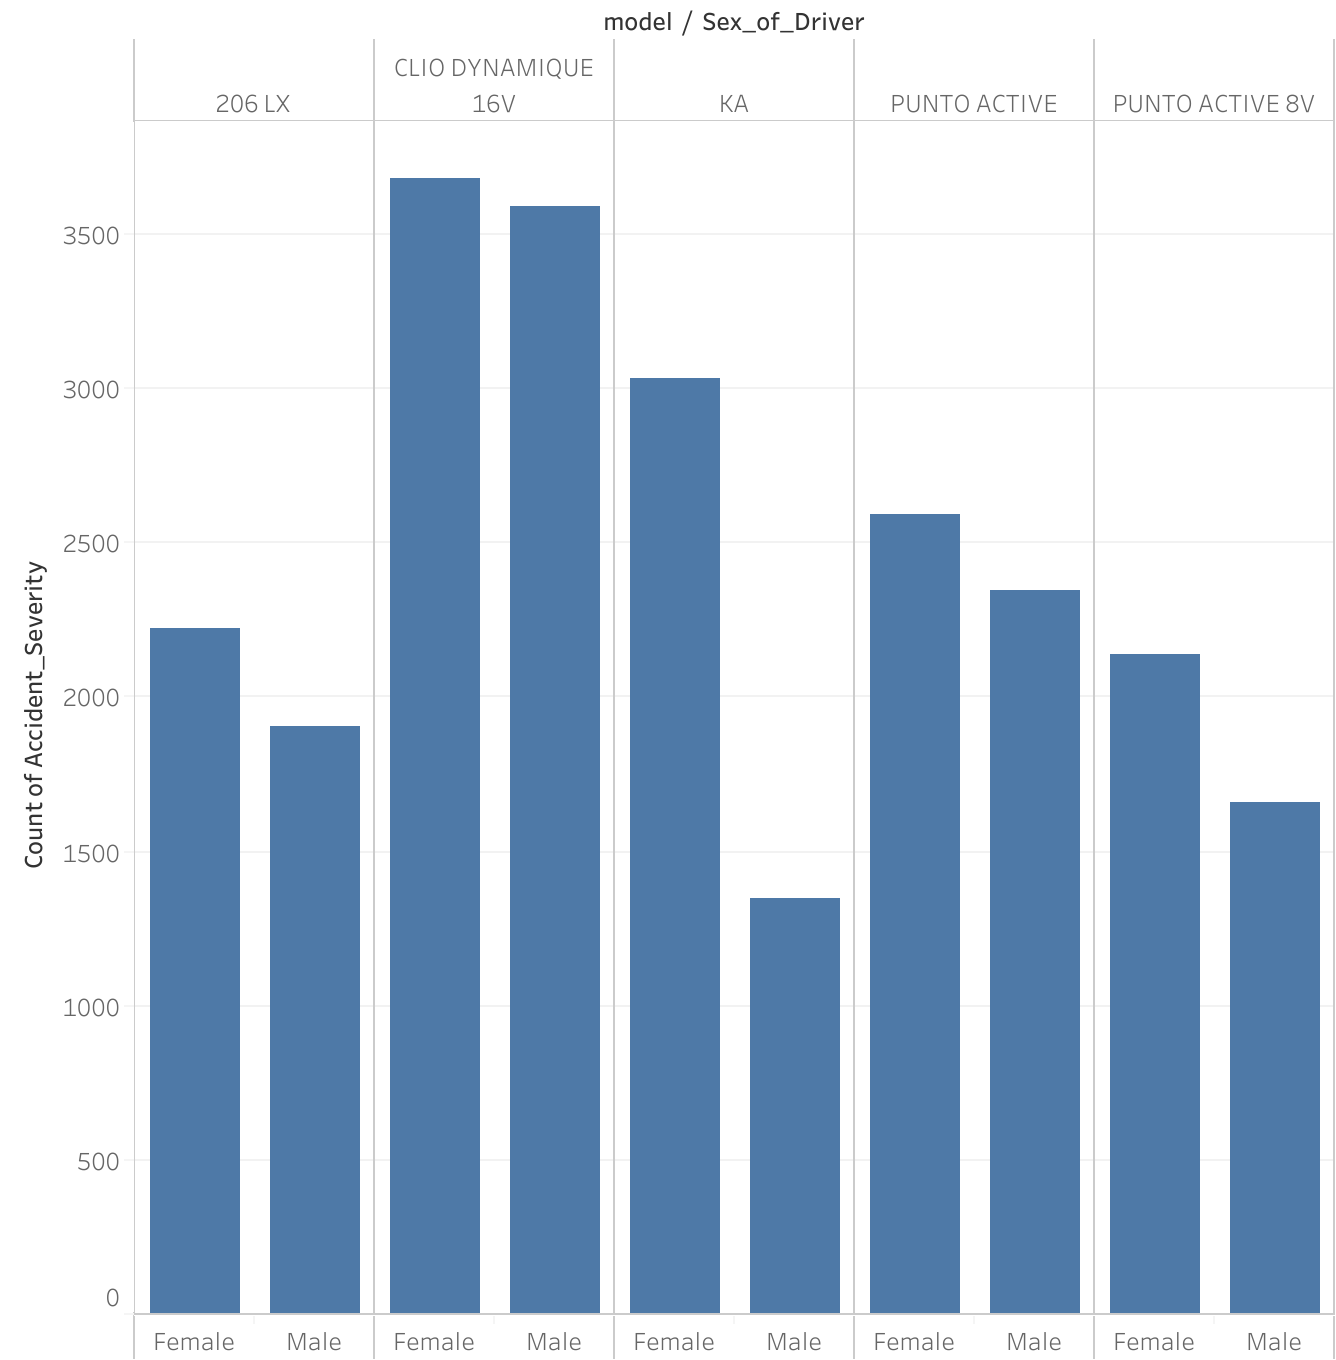 model / Sex_of_Driver
206 LX
CLIO DYNAMIQUE
16V
KA
PUNTO ACTIVE
PUNTO ACTIVE 8V
Count of Accident_Severity
3500
3000
2500
2000
1500
1000
500
0
Female Male Female Male Female Male Female Male Female Male